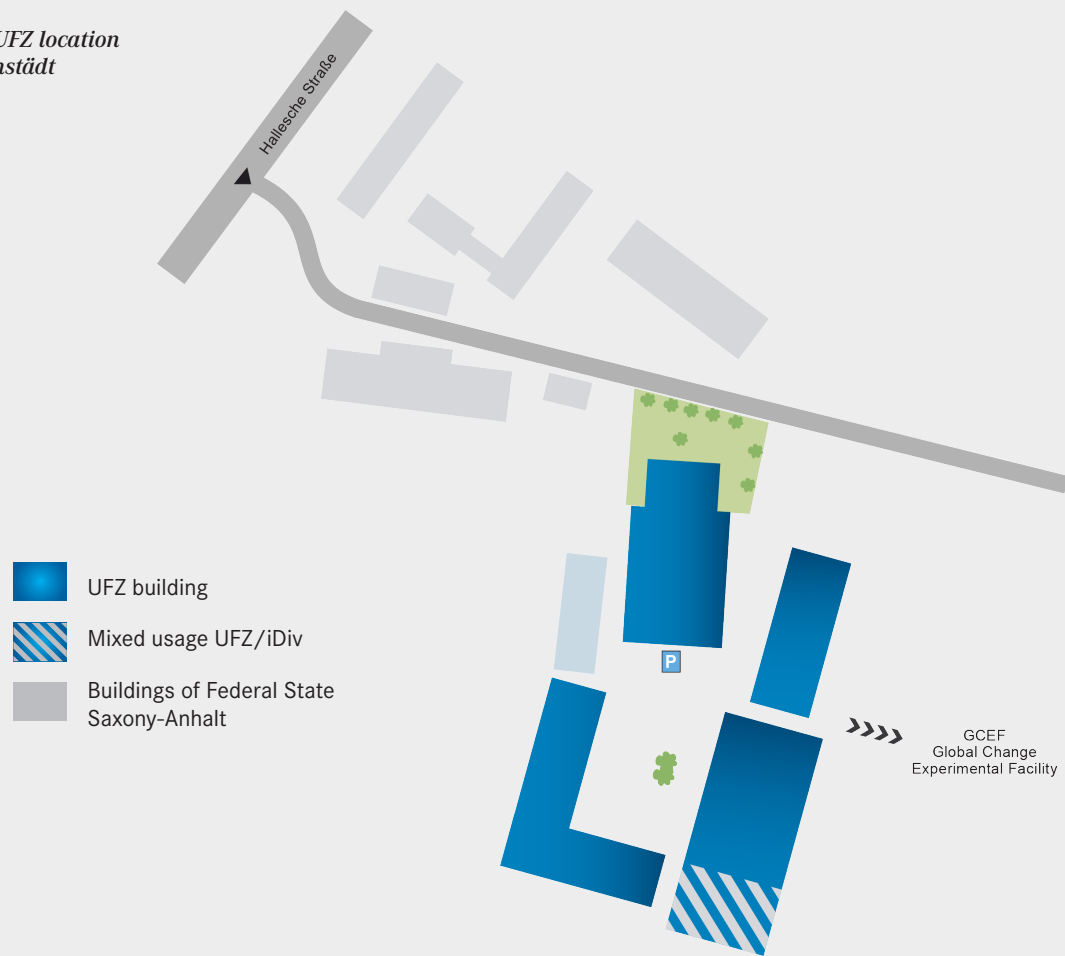 UFZ location
nstädt
Hallesche Straße
P
UFZ building
Mixed usage UFZ/iDiv
Buildings of Federal State
Saxony-Anhalt
GCEF
Global Change
Experimental Facility